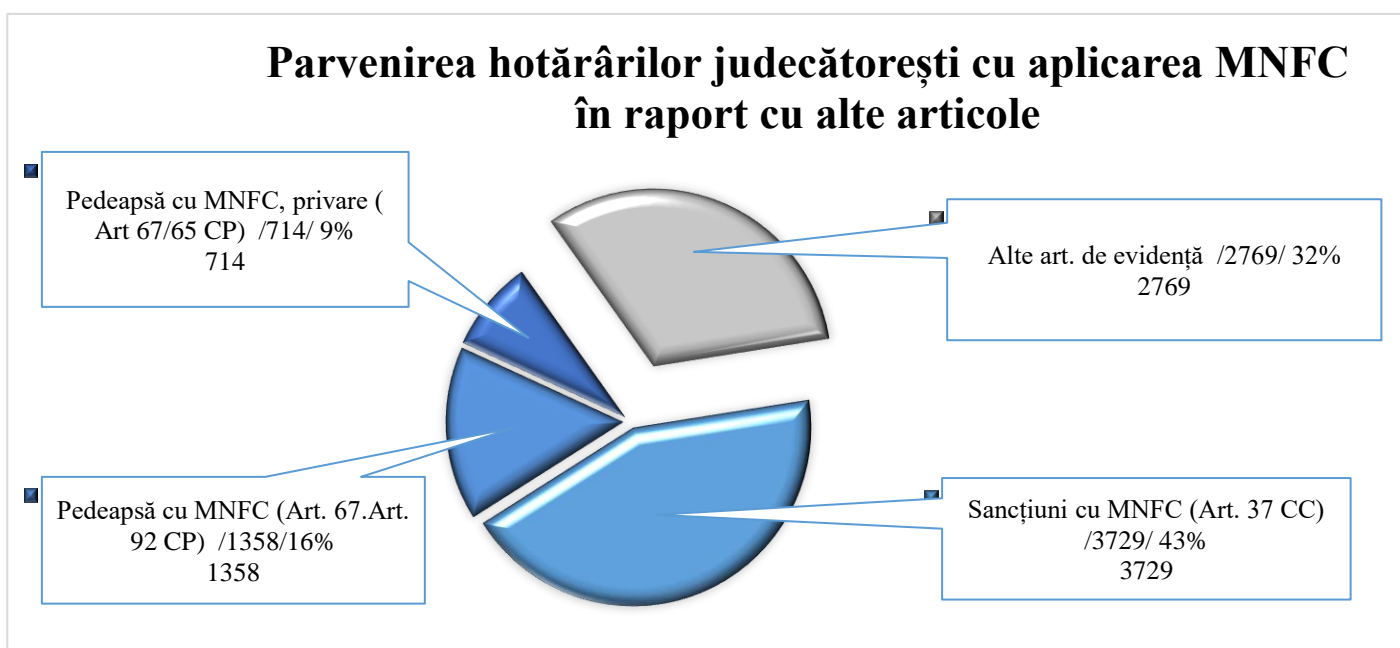 Parvenirea hotărârilor judecătorești cu aplicarea MNFC
în raport cu alte articole
Pedeapsă cu MNFC, privare (
Art 67/65 CP) /714/ 9%
714
Alte art. de evidență /2769/ 32%
2769
Pedeapsă cu MNFC (Art. 67.Art.
92 CP) /1358/16%
1358
Sancțiuni cu MNFC (Art. 37 CC)
/3729/ 43%
3729